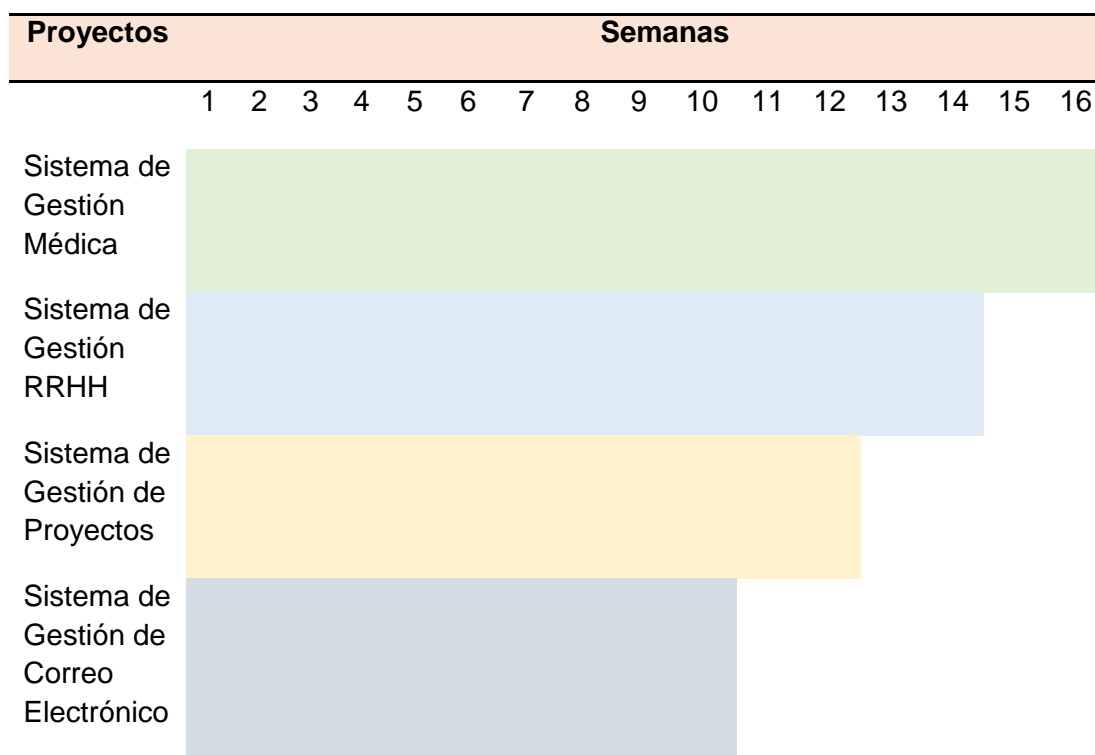 Proyectos Semanas
1 2 3 4 5 6 7 8 9 10 11 12 13 14 15 16
Sistema de
Gestión
Médica
Sistema de
Gestión
RRHH
Sistema de
Gestión de
Proyectos
Sistema de
Gestión de
Correo
Electrónico